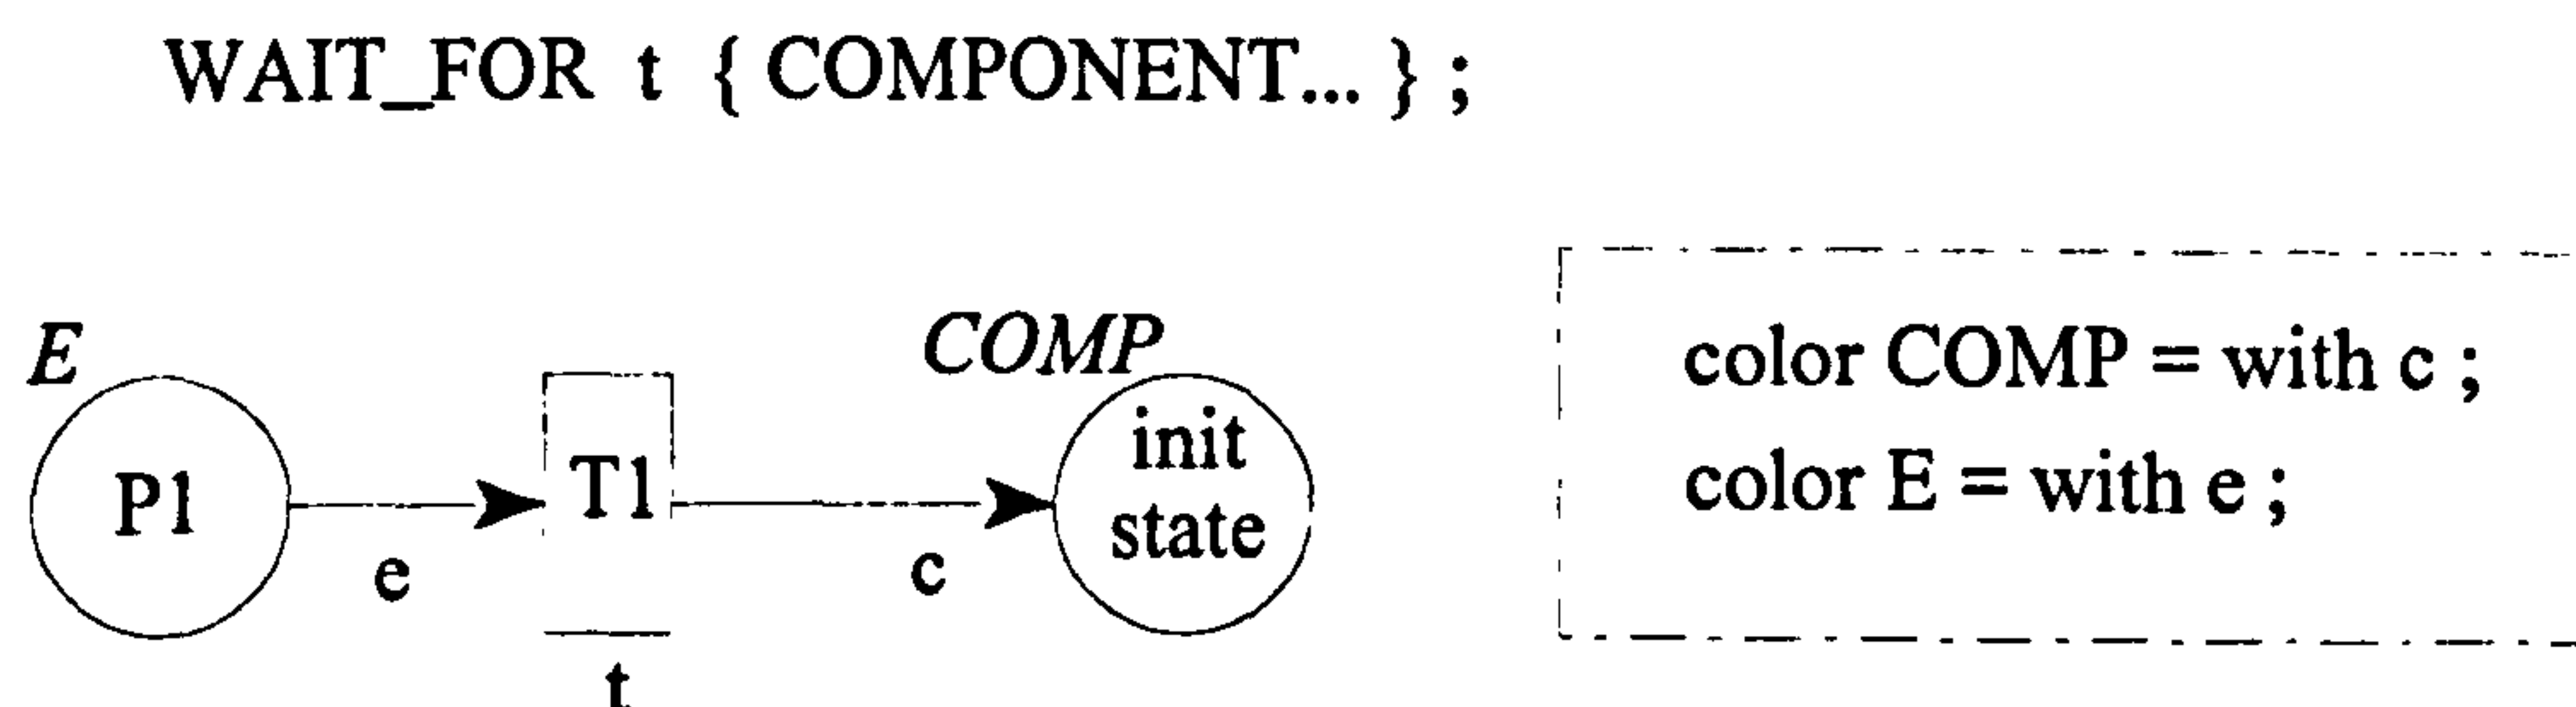 WAIT_FOR t { COMPONENT... } ;
E
COMP
P1
e
T1
t
c
init
state
color COMP = with c ;
color E = with e ;